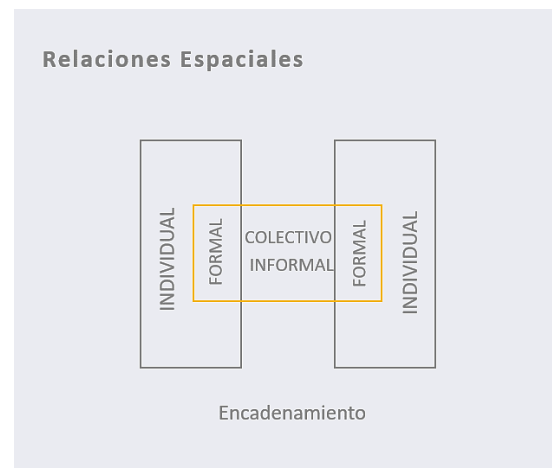 Relaciones Espaciales
INDIVIDUAL
FORMAL
COLECTIVO
INFORMAL
FORMAL
INDIVIDUAL
Encadenamiento